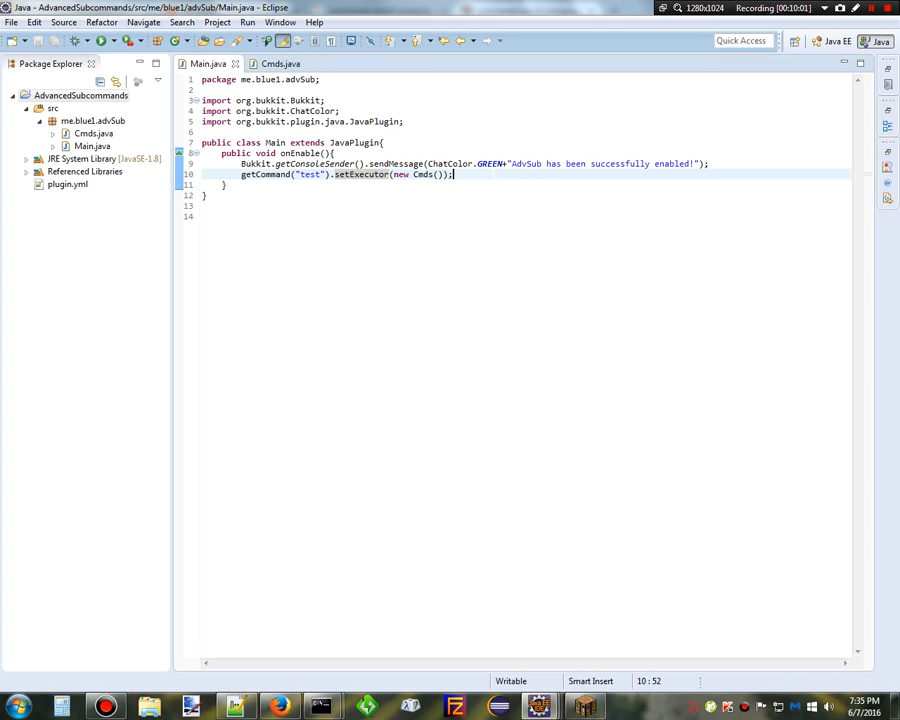 Java - AdvancedSubcommands/src/me/blue1/advSub/Main.java - Eclipse
1280x1024
Recording [00:10:01]
File Edit Source Refactor Navigate Search Project Run Window Help
Quick Access
Java EE
Java
Package Explorer
Main.java
Cmds.java
AdvancedSubcommands
src
me.blue1.advSub
Cmds.java
Main.java
JRE System Library [JavaSE-1.8]
Referenced Libraries
plugin.yml
1 package me.blue1.advSub;
2
3 import org.bukkit.Bukkit;
4 import org.bukkit.ChatColor;
5 import org.bukkit.plugin.java.JavaPlugin;
6
7 public class Main extends JavaPlugin{
8 public void onEnable(){
9 Bukkit.getConsoleSender().sendMessage(ChatColor.GREEN+"AdvSub has been successfully enabled!");
10 getCommand("test").setExecutor(new Cmds());
11 }
12 }
13
14
Writable
Smart Insert
10 : 52
7:35 PM
6/7/2016